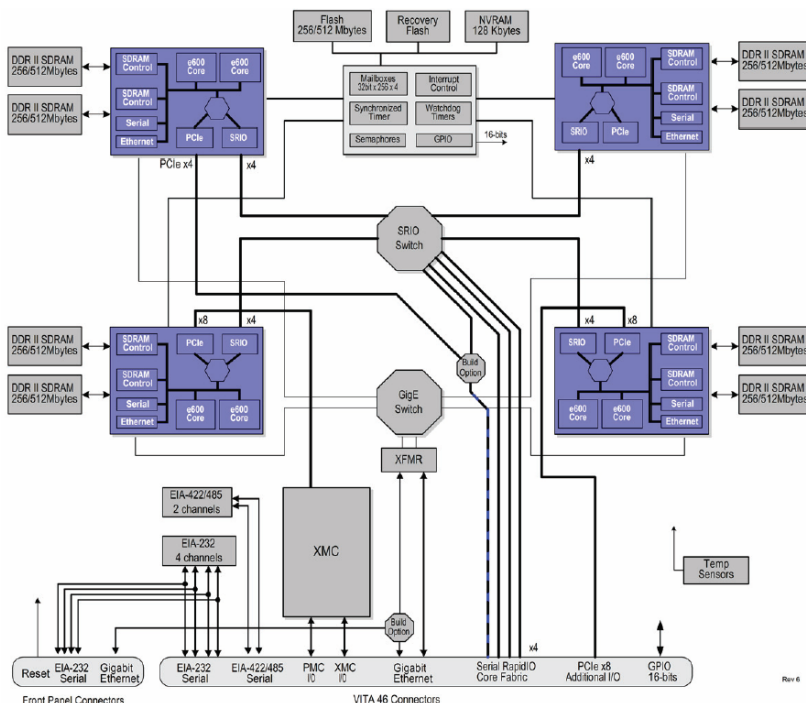 Flash
256/512 Mbytes
Recovery
Flash
NVRAM
128 Kbytes
DDR II SDRAM
256/512Mbytes
DDR II SDRAM
256/512Mbytes
SDRAM
Control
SDRAM
Control
Serial
Ethernet
e600
Core
e600
Core
PCIe
SRIO
Mailboxes
32bit x 256 x 4
Interrupt
Control
Synchronized
Timer
Watchdog
Timers
Semaphores
GPIO
16-bits
e600
Core
e600
Core
SRIO
PCIe
SDRAM
Control
SDRAM
Control
Serial
Ethernet
DDR II SDRAM
256/512Mbytes
DDR II SDRAM
256/512Mbytes
PCIe x4
x4
x4
SRIO
Switch
x8
x4
x4
x8
DDR II SDRAM
256/512Mbytes
DDR II SDRAM
256/512Mbytes
SDRAM
Control
SDRAM
Control
Serial
Ethernet
PCIe
SRIO
e600
Core
e600
Core
Build
Option
GigE
Switch
XFMR
SRIO
PCIe
e600
Core
e600
Core
SDRAM
Control
SDRAM
Control
Serial
Ethernet
DDR II SDRAM
256/512Mbytes
DDR II SDRAM
256/512Mbytes
EIA-422/485
2 channels
EIA-232
4 channels
XMC
Temp
Sensors
Build
Option
x4
Reset
EIA-232
Serial
Gigabit
Ethernet
EIA-232
Serial
EIA-422/485
Serial
PMC
I/0
XMC
I/0
Gigabit
Ethernet
Serial RapidIO
Core Fabric
PCIe x8
Additional I/O
GPIO
16-bits
Rev 6
Front Panel Connectors
VITA 46 Connectors